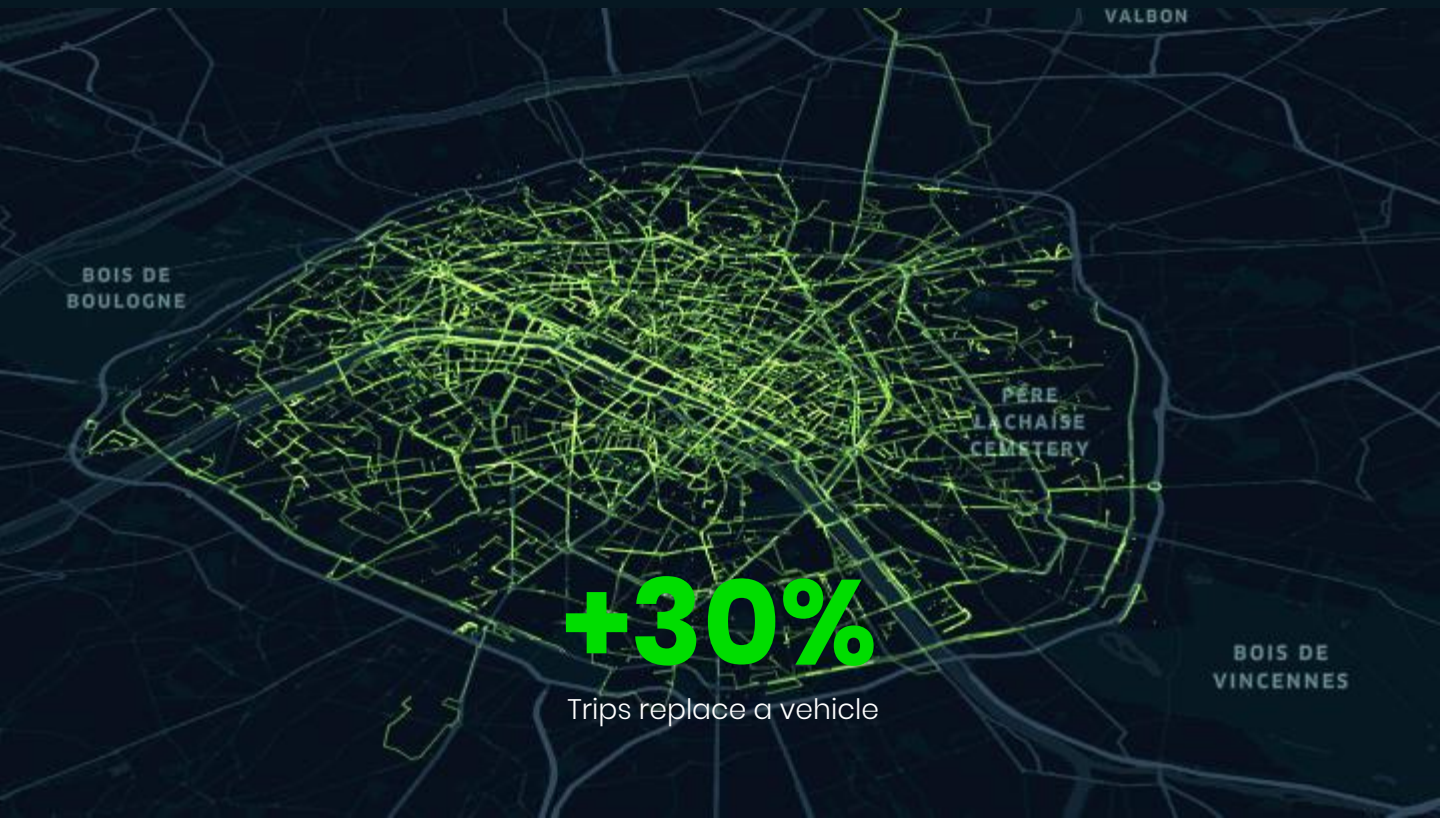 VALBON
BOIS DE
BOULOGNE
PÈRE
LACHAISE
CEMETERY
+30%
Trips replace a vehicle
BOIS DE
VINCENNES